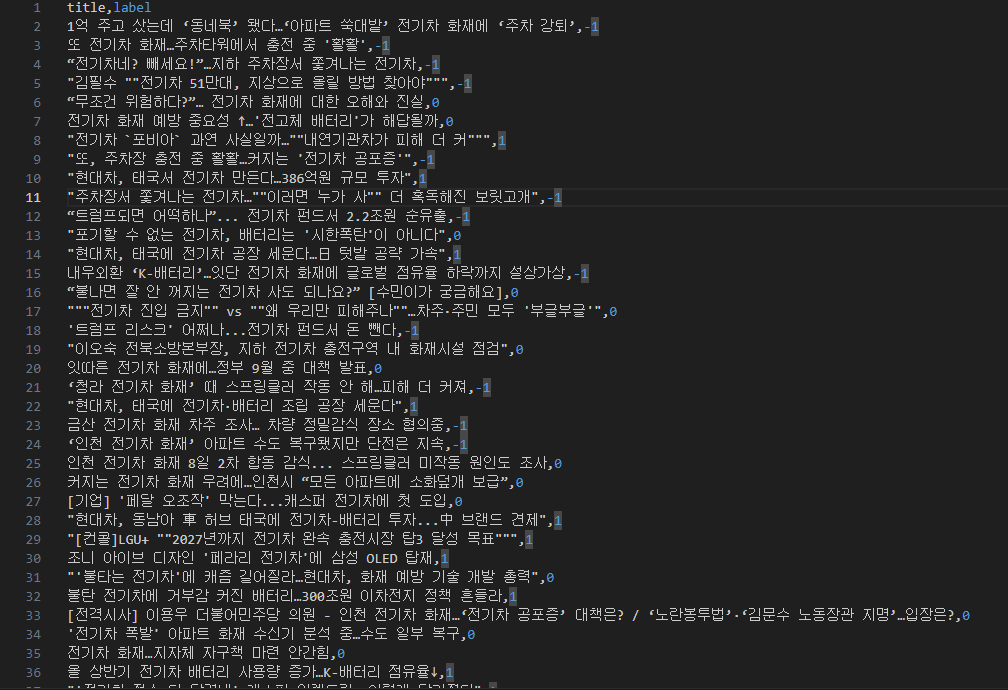 1 title,label
2 1억 주고 샀는데 ‘동네북’ 됐다…‘아파트 쑥대밭’ 전기차 화재에 ‘주차 강퇴’,-1
3 또 전기차 화재…주차타워에서 충전 중 '활활',-1
4 “전기차네? 빼세요!”…지하 주차장서 쫓겨나는 전기차,-1
5 "김필수 ""전기차 51만대, 지상으로 올릴 방법 찾아야""",-1
6 “무조건 위험하다?”… 전기차 화재에 대한 오해와 진실,0
7 전기차 화재 예방 중요성 ↑…'전고체 배터리'가 해답될까,0
8 "전기차 `포비아` 과연 사실일까…""내연기관차가 피해 더 커""",1
9 "또, 주차장 충전 중 활활…커지는 '전기차 공포증'",-1
10 "현대차, 태국서 전기차 만든다…386억원 규모 투자",1
11 "주차장서 쫓겨나는 전기차…""이러면 누가 사"" 더 혹독해진 보릿고개",-1
12 “트럼프되면 어떡하나”... 전기차 펀드서 2.2조원 순유출,-1
13 "포기할 수 없는 전기차, 배터리는 '시한폭탄'이 아니다",0
14 "현대차, 태국에 전기차 공장 세운다…日 텃밭 공략 가속",1
15 내우외환 ‘K-배터리’…잇단 전기차 화재에 글로벌 점유율 하락까지 설상가상,-1
16 “불나면 잘 안 꺼지는 전기차 사도 되나요?” [수민이가 궁금해요],0
17 """전기차 진입 금지"" vs ""왜 우리만 피해주나""…차주·주민 모두 '부글부글'",0
18 '트럼프 리스크' 어쩌나...전기차 펀드서 돈 뺐다,-1
19 "이오숙 전북소방본부장, 지하 전기차 충전구역 내 화재시설 점검",0
20 잇따른 전기차 화재에…정부 9월 중 대책 발표,0
21 ‘청라 전기차 화재’ 때 스프링클러 작동 안 해…피해 더 커져,-1
22 "현대차, 태국에 전기차·배터리 조립 공장 세운다",1
23 금산 전기차 화재 차주 조사… 차량 정밀감식 장소 협의중,-1
24 ‘인천 전기차 화재’ 아파트 수도 복구됐지만 단전은 지속,-1
25 인천 전기차 화재 8일 2차 합동 감식... 스프링클러 미작동 원인도 조사,0
26 커지는 전기차 화재 우려에…인천시 “모든 아파트에 소화덮개 보급”,0
27 [기업] '페달 오조작' 막는다...캐스퍼 전기차에 첫 도입,0
28 "현대차, 동남아 車 허브 태국에 전기차-배터리 투자...中 브랜드 견제",1
29 "[컨콜]LGU+ ""2027년까지 전기차 완속 충전시장 탑3 달성 목표""",1
30 조니 아이브 디자인 '페라리 전기차'에 삼성 OLED 탑재,1
31 "'불타는 전기차'에 캐즘 길어질라…현대차, 화재 예방 기술 개발 총력",0
32 불탄 전기차에 거부감 커진 배터리…300조원 이차전지 정책 흔들라,1
33 [전격시사] 이용우 더불어민주당 의원 - 인천 전기차 화재…‘전기차 공포증’ 대책은? / ‘노란봉투법’·‘김문수 노동장관 지명’…입장은?,0
34 '전기차 폭발' 아파트 화재 수신기 분석 중…수도 일부 복구,0
35 전기차 화재…지자체 자구책 마련 안간힘,0
36 올 상반기 전기차 배터리 사용량 증가…K-배터리 점유율↓,1